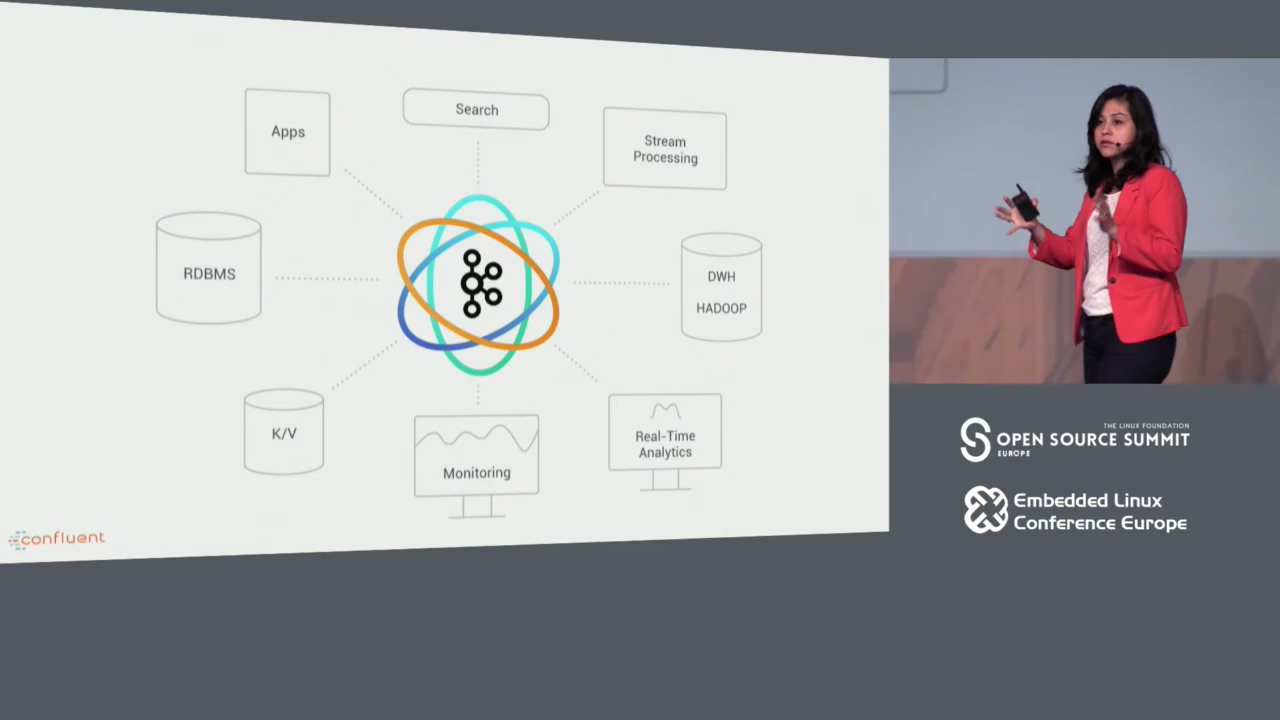 Apps
Search
Stream
Processing
RDBMS
DWH
HADOOP
K/V
Monitoring
Real-Time
Analytics
confluent
THE LINUX FOUNDATION
OPEN SOURCE SUMMIT
EUROPE
Embedded Linux
Conference Europe